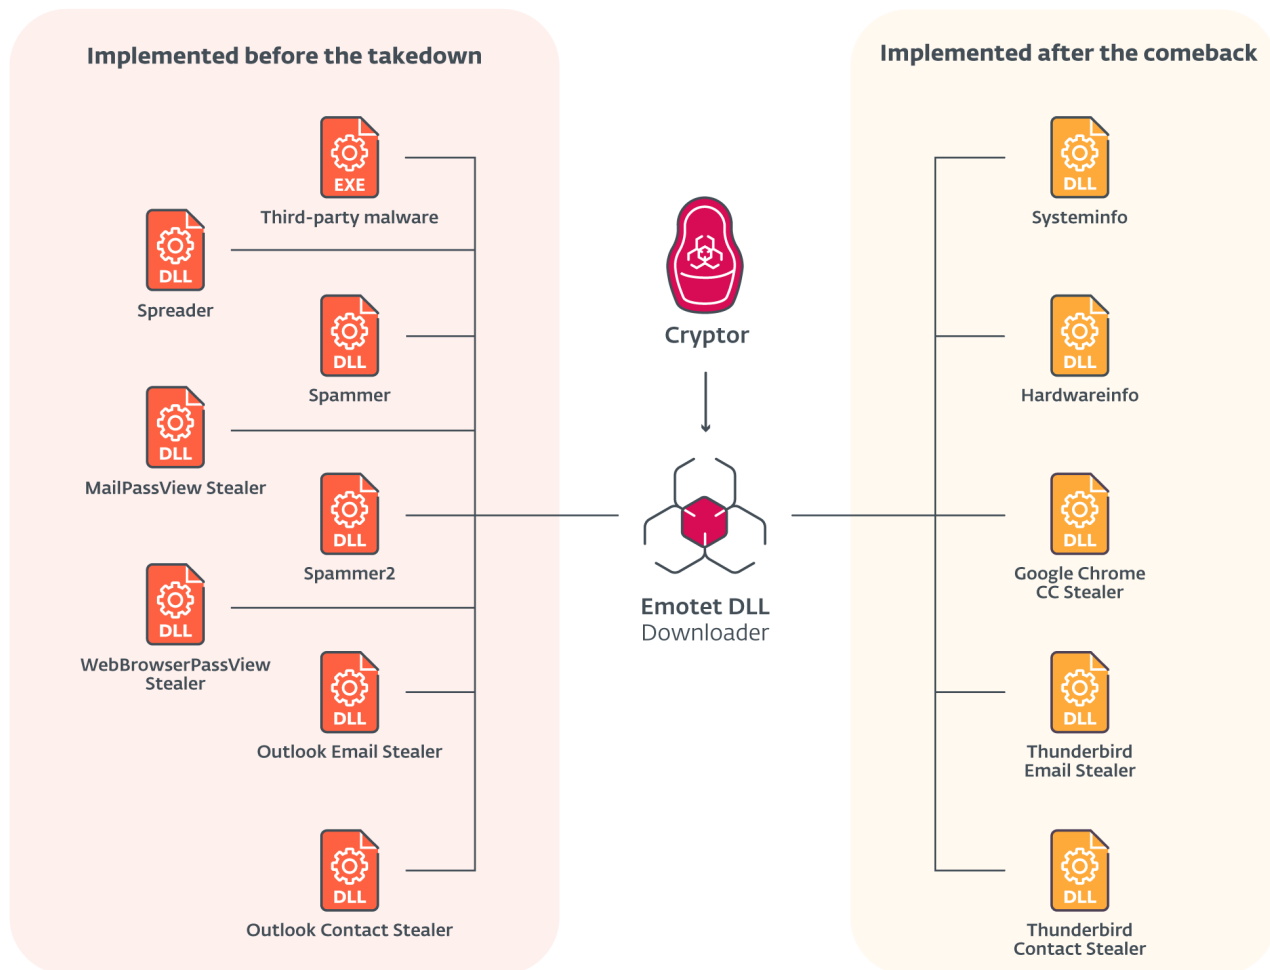 Implemented before the takedown
EXE
Third-party malware
DLL
Spreader
DLL
Spammer
DLL
MailPassView Stealer
DLL
Spammer2
DLL
WebBrowserPassView
Stealer
DLL
Outlook Email Stealer
DLL
Outlook Contact Stealer
Cryptor
Emotet DLL
Downloader
Implemented after the comeback
DLL
Systeminfo
DLL
Hardwareinfo
DLL
Google Chrome
CC Stealer
DLL
Thunderbird
Email Stealer
DLL
Thunderbird
Contact Stealer